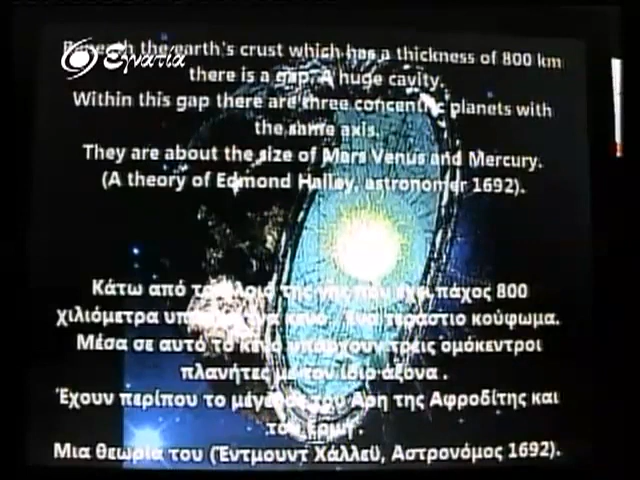 Εγνατία
Beneath the earth's crust which has a thickness of 800 km
there is a gap. A huge cavity.
Within this gap there are three concentric planets with
the same axis.
They are about the size of Mars Venus and Mercury.
(A theory of Edmond Halley, astronomer 1692).
Κάτω από το φλοιό της γης που έχει πάχος 800
χιλιόμετρα υπάρχει ένα κενό . Ένα τεράστιο κούφωμα.
Μέσα σε αυτό το κενό υπάρχουν τρεις ομόκεντροι
πλανήτες με τον ίδιο άξονα .
Έχουν περίπου το μέγεθος του Άρη της Αφροδίτης και
του Ερμή .
Μια θεωρία του (Έντμουντ Χάλλεϋ, Αστρονόμος 1692).